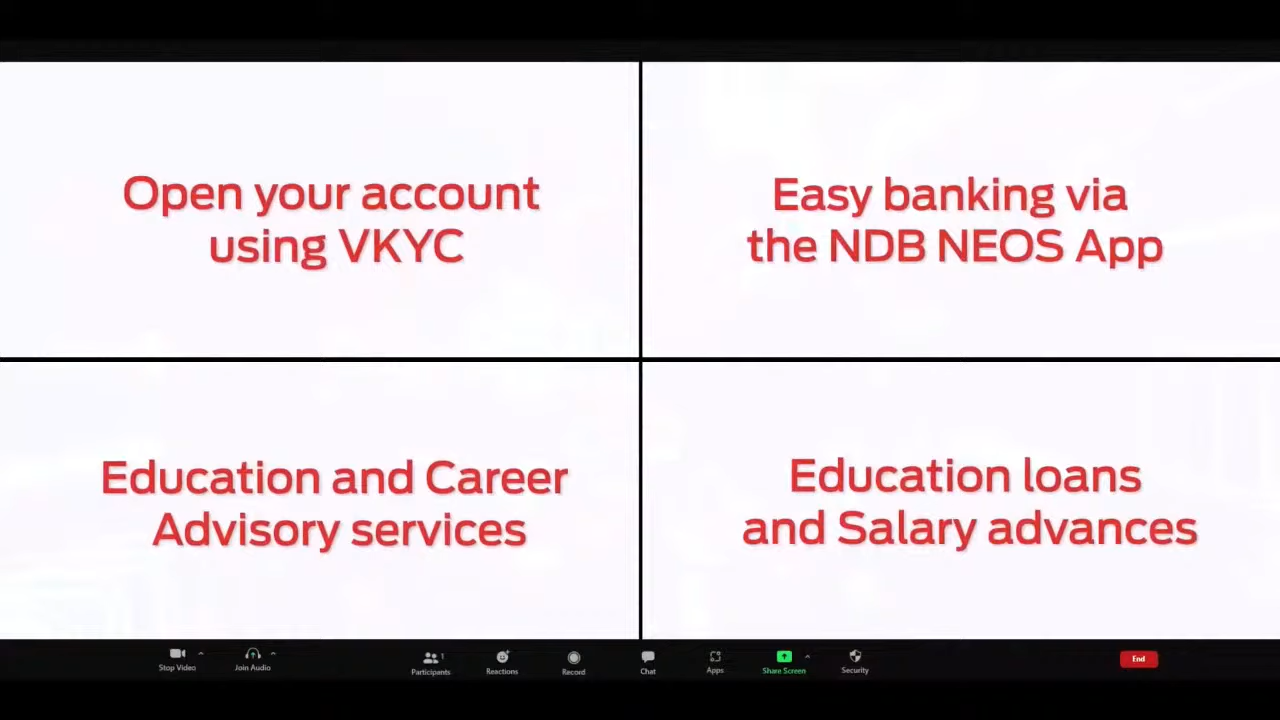 Open your account
using VKYC
Easy banking via
the NDB NEOS App
Education and Career
Advisory services
Education loans
and Salary advances
Stop Video
Join Audio
Participants
1
Reactions
Record
Chat
Apps
Share Screen
Security
End